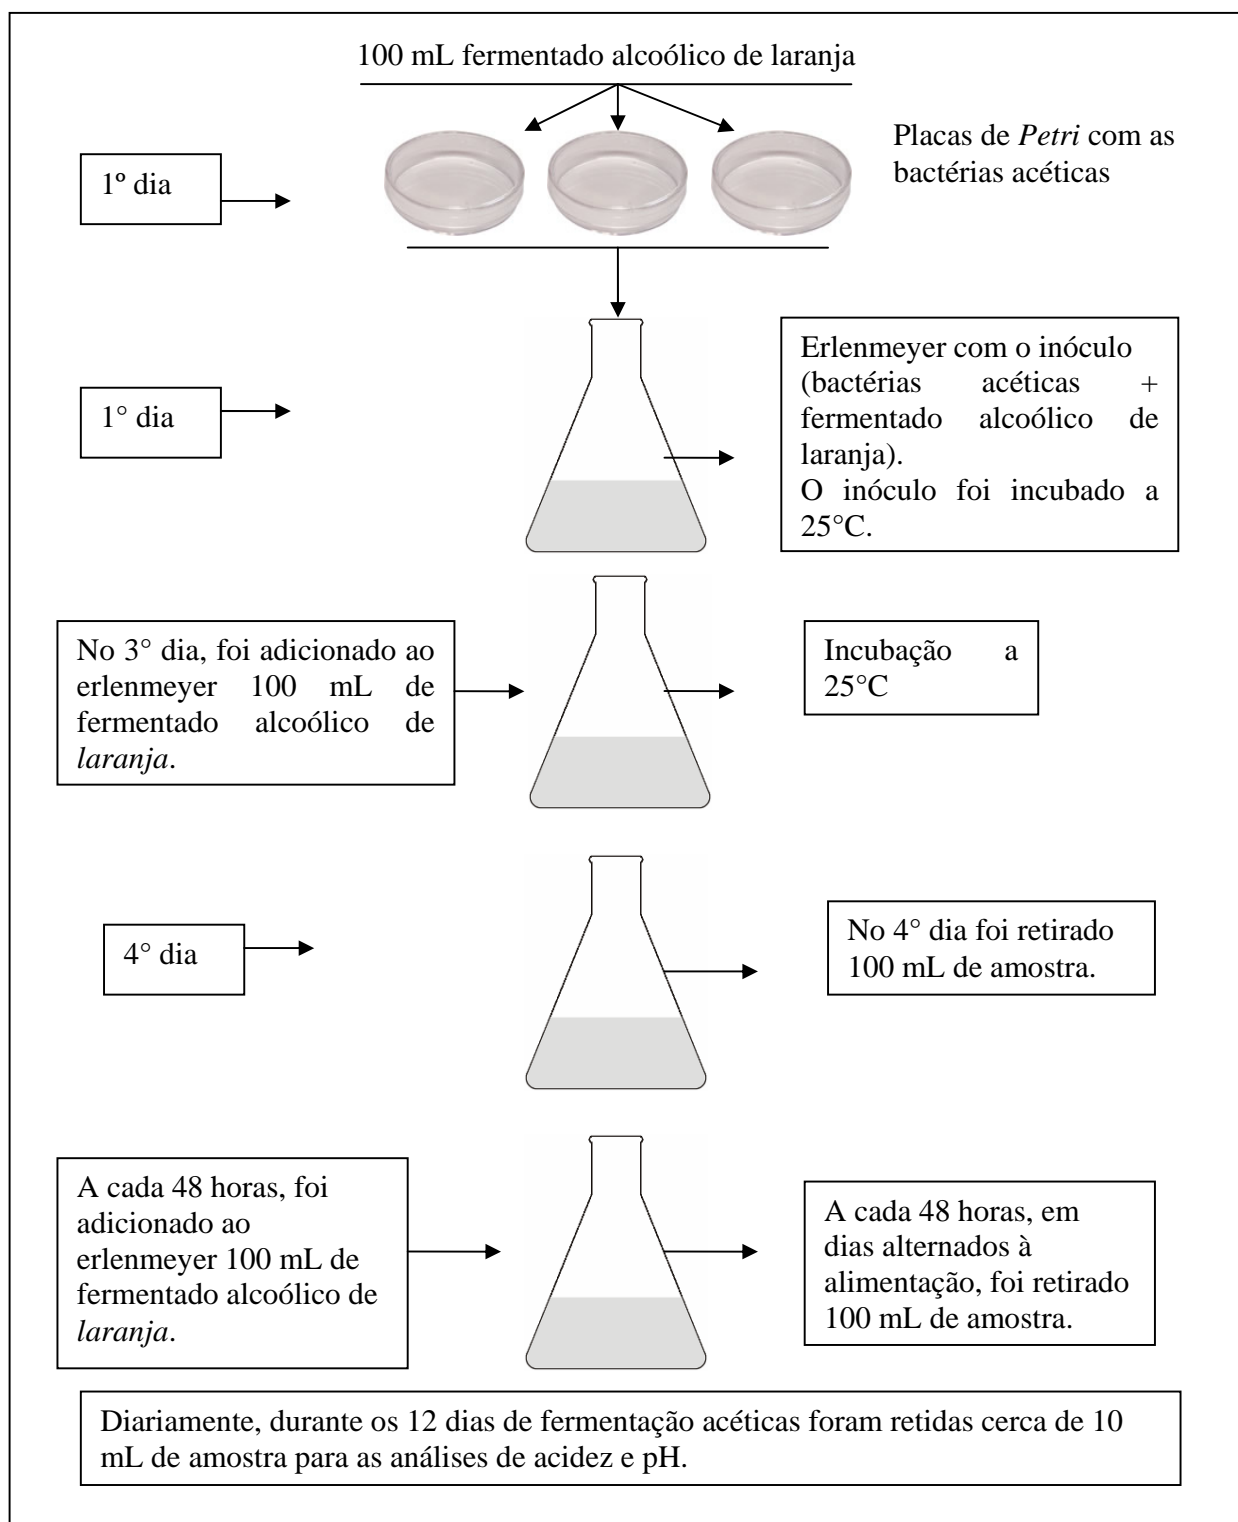 100 mL fermentado alcoólico de laranja
Placas de Petri com as
bactérias acéticas
1º dia
1° dia
Erlenmeyer com o inóculo
(bactérias acéticas +
fermentado alcoólico de
laranja).
O inóculo foi incubado a
25°C.
No 3° dia, foi adicionado ao
erlenmeyer 100 mL de
fermentado alcoólico de
laranja.
Incubação a
25°C
4° dia
No 4° dia foi retirado
100 mL de amostra.
A cada 48 horas, foi
adicionado ao
erlenmeyer 100 mL de
fermentado alcoólico de
laranja.
A cada 48 horas, em
dias alternados à
alimentação, foi retirado
100 mL de amostra.
Diariamente, durante os 12 dias de fermentação acéticas foram retidas cerca de 10
mL de amostra para as análises de acidez e pH.